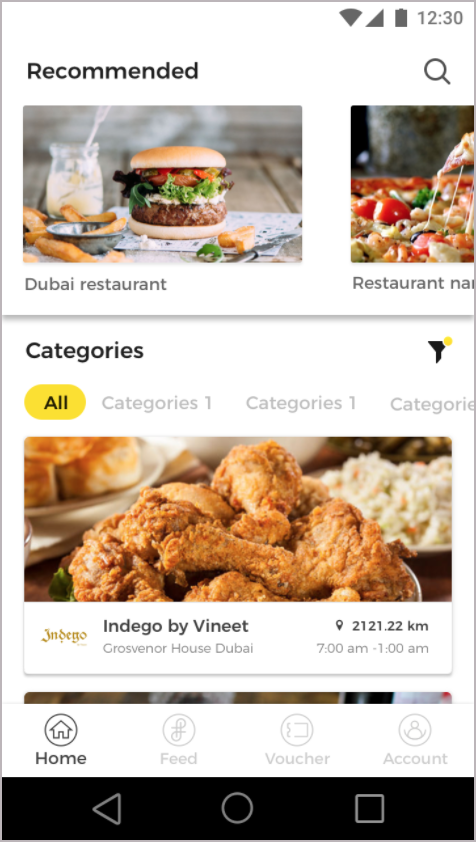 12:30
Recommended
Dubai restaurant
Restaurant nar
Categories
All Categories 1 Categories 1 Categorie
Indego
Indego by Vineet 2121.22 km
Grosvenor House Dubai 7:00 am -1:00 am
Home Feed Voucher Account